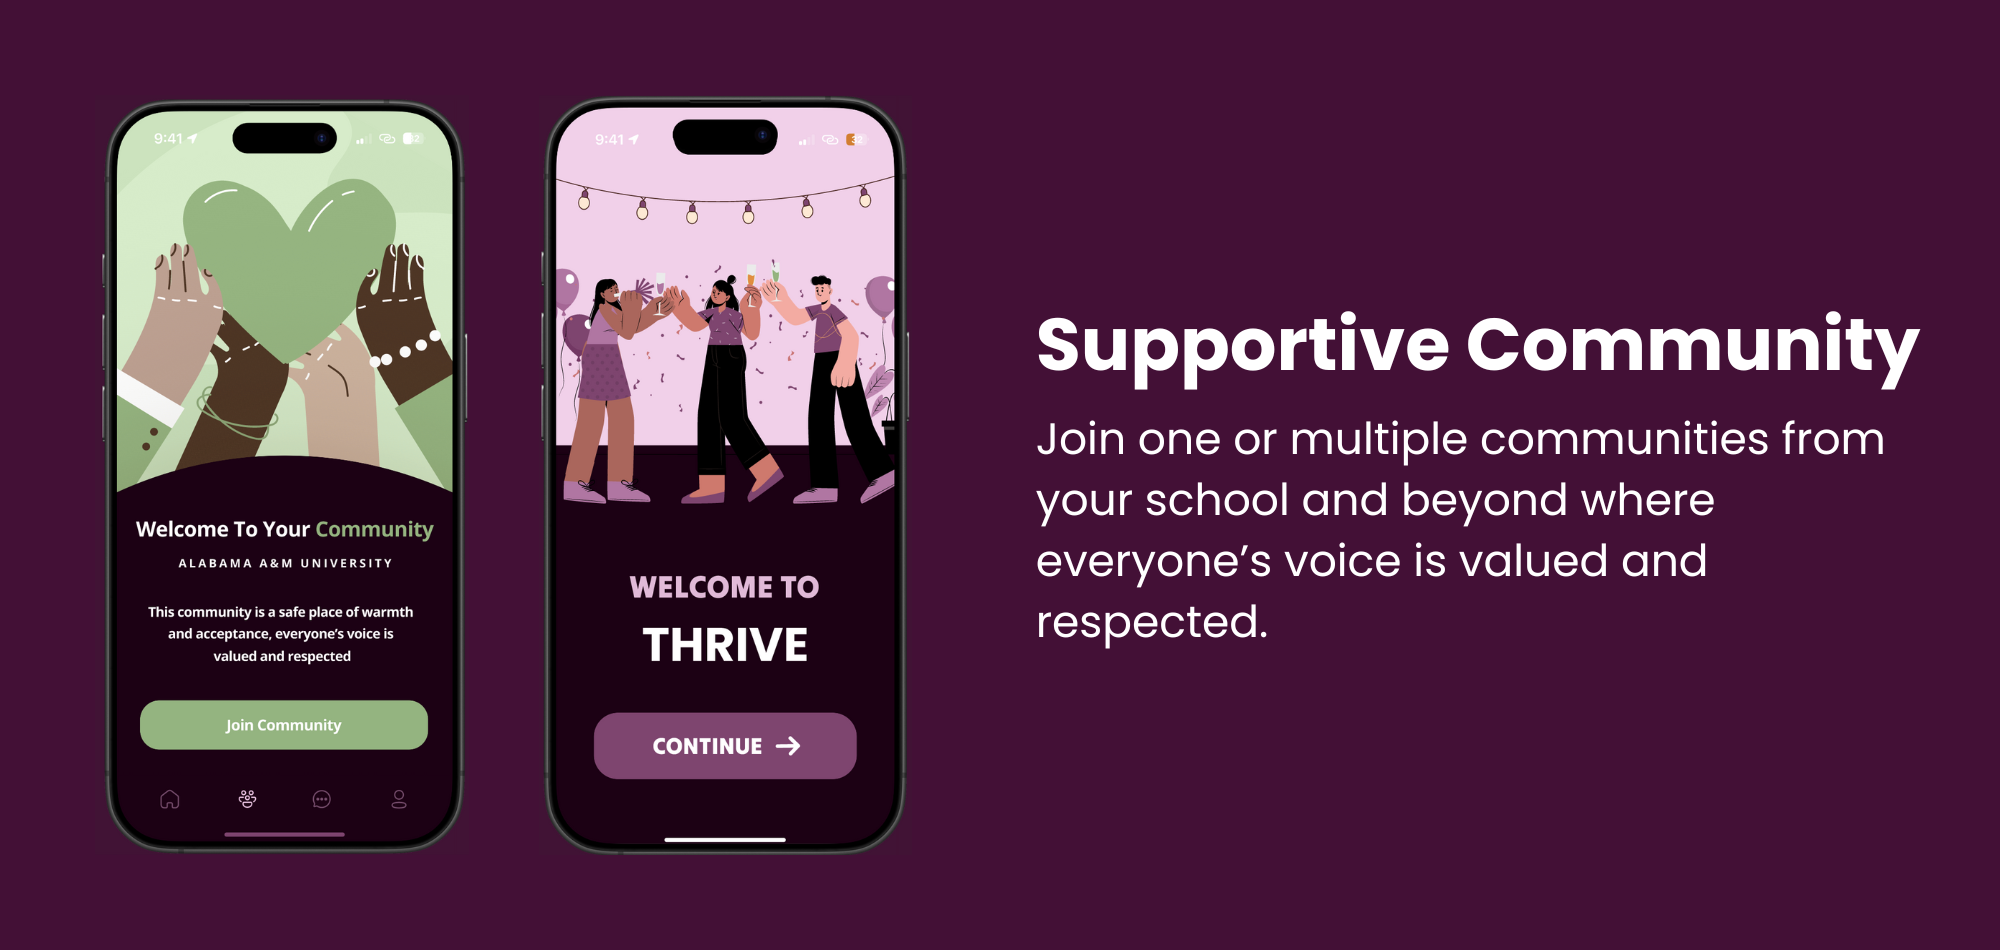 9:41
32
Welcome To Your Community
ALABAMA A&M UNIVERSITY
This community is a safe place of warmth
and acceptance, everyone's voice is
valued and respected
Join Community
9:41
32
WELCOME TO
THRIVE
CONTINUE →
Supportive Community
Join one or multiple communities from
your school and beyond where
everyone’s voice is valued and
respected.